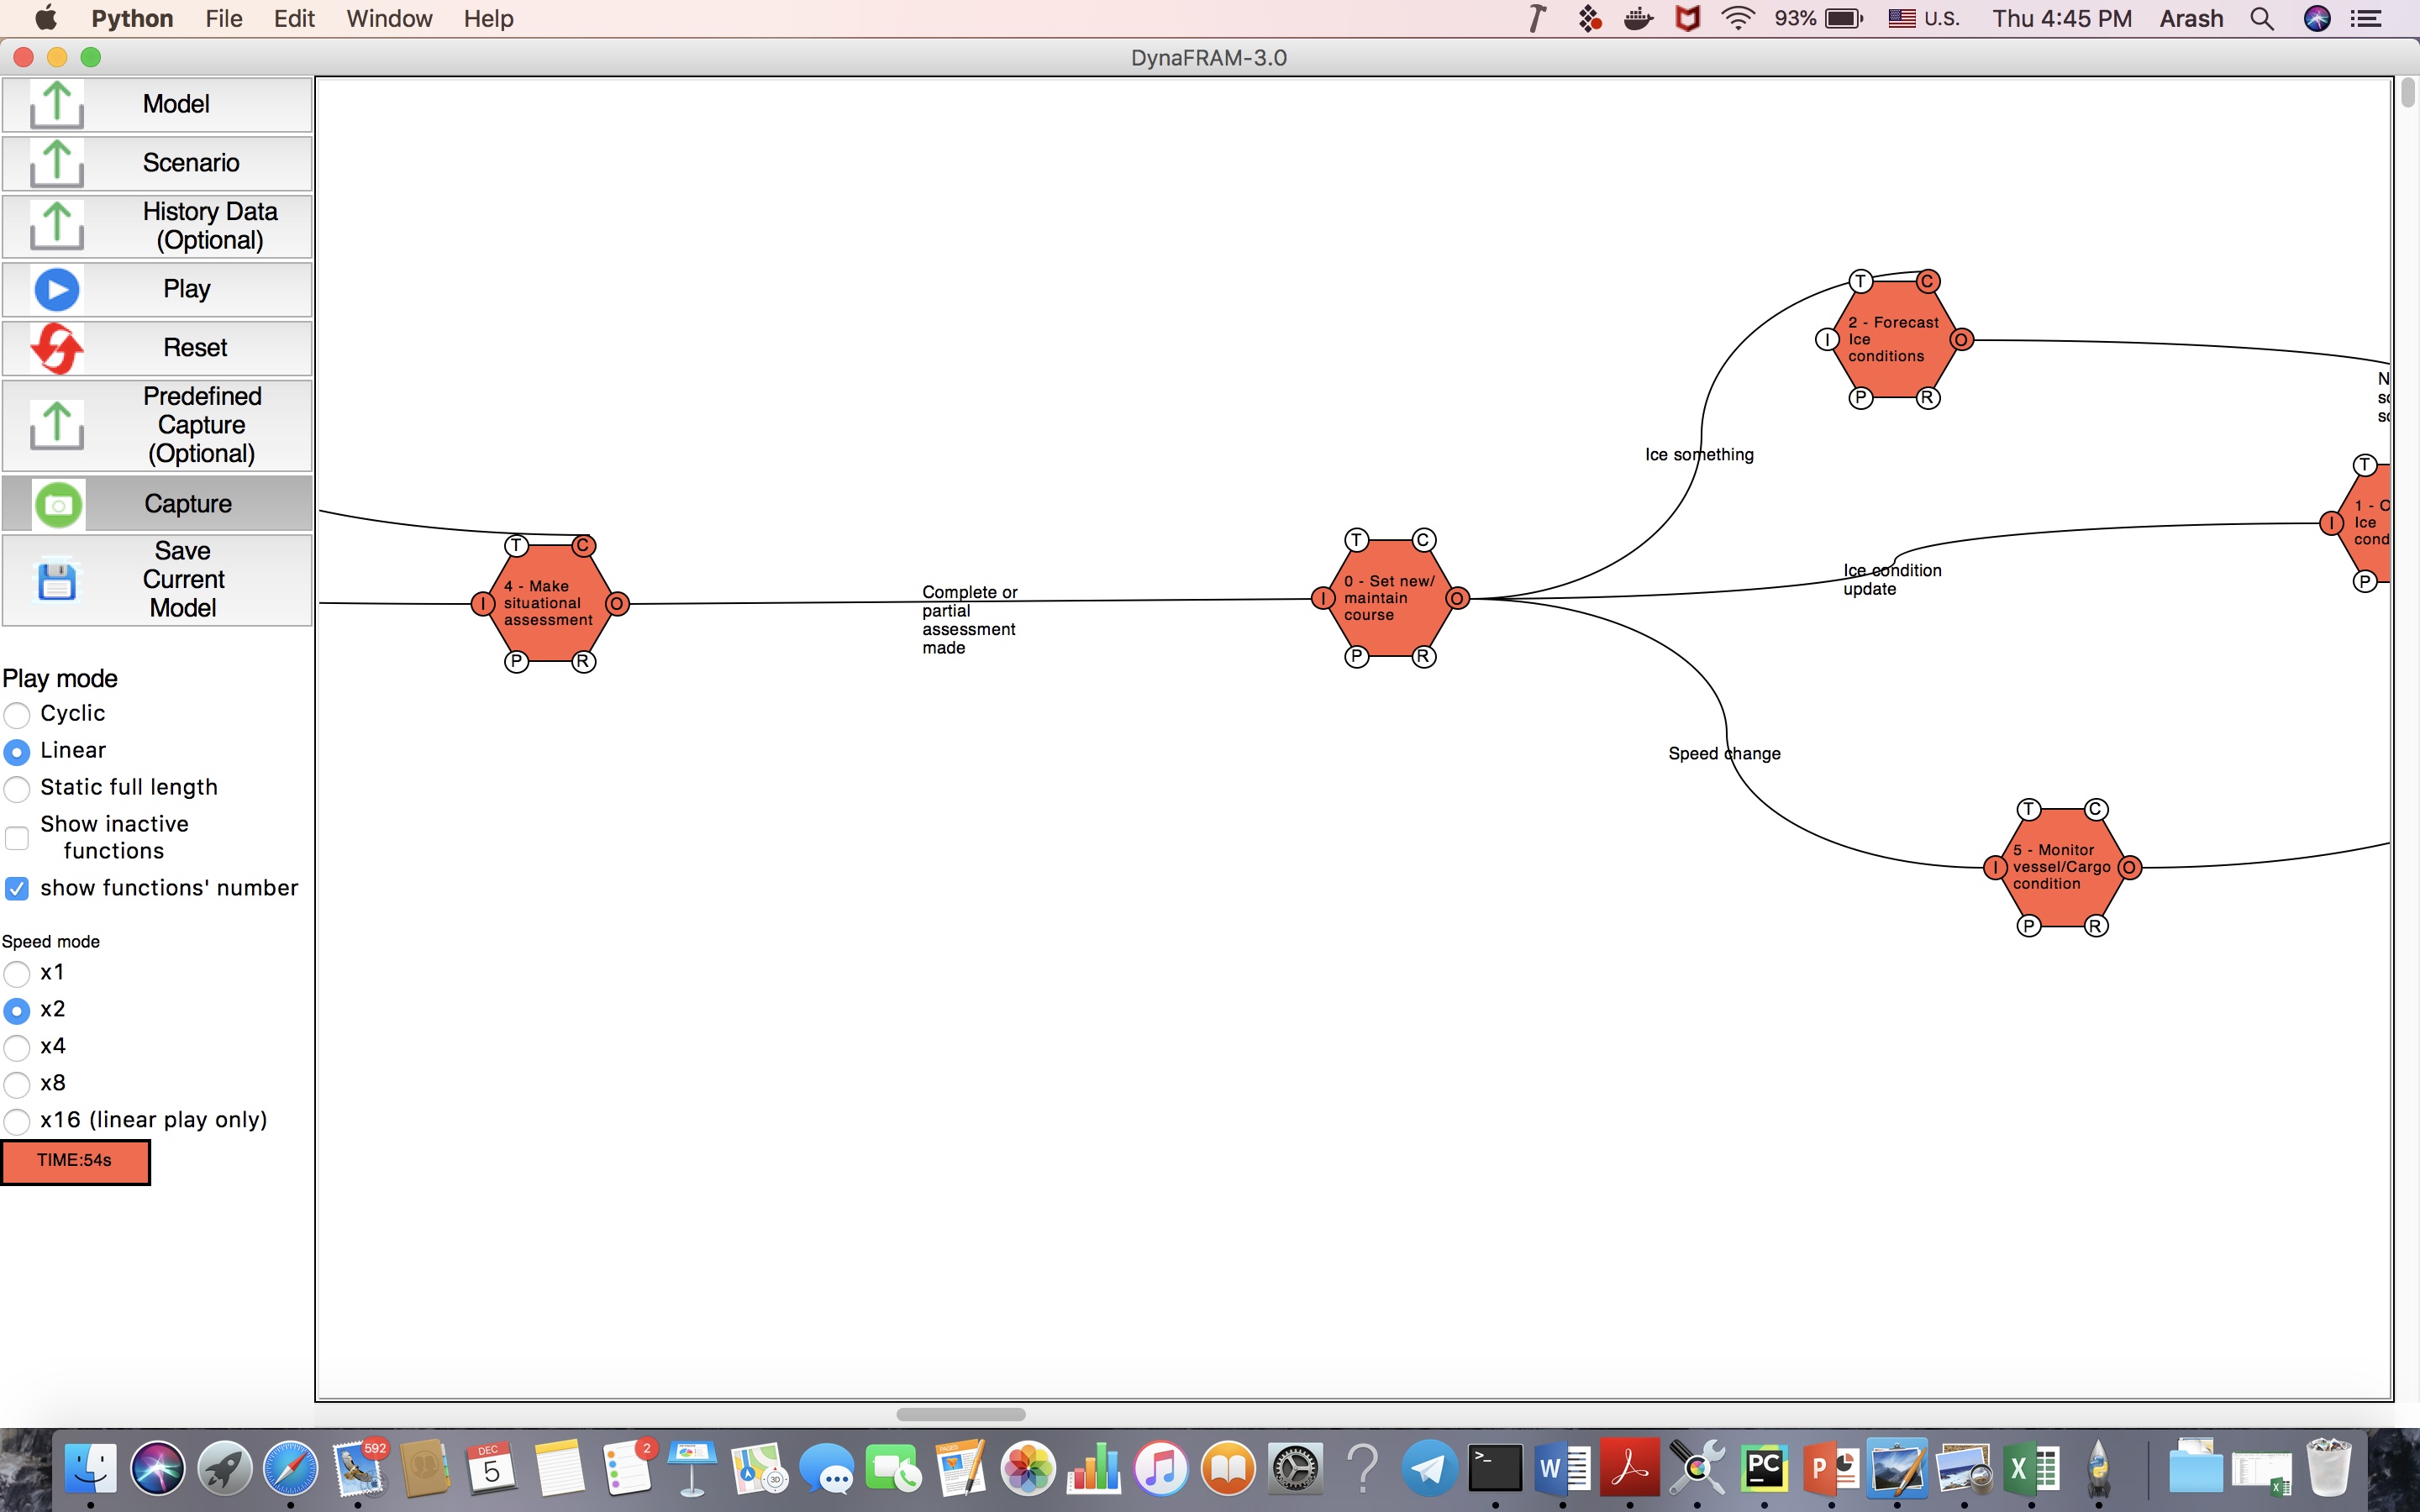 Python File Edit Window Help 93% U.S. Thu 4:45 PM Arash
DynaFRAM-3.0
Model
Scenario
History Data
(Optional)
Play
Reset
Predefined
Capture
(Optional)
Capture
Save
Current
Model
Play mode
Cyclic
Linear
Static full length
Show inactive
functions
show functions' number
Speed mode
x1
x2
x4
x8
x16 (linear play only)
TIME:54s
T C
I O
P R
4 - Make
situational
assessment
Complete or
partial
assessment
made
T C
I O
P R
0 - Set new/
maintain
course
Ice something
Ice condition
update
Speed change
T C
I O
P R
2 - Forecast
Ice
conditions
T
I
P
1 - O
Ice
cond
T C
I O
P R
5 - Monitor
vessel/Cargo
condition
592
DEC
5
2
3D
PAGES
>_
W
PC
P
X
X